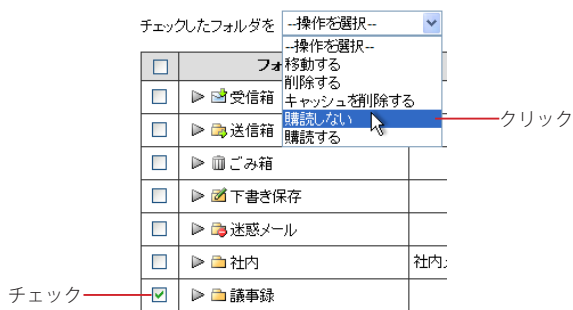 チェックしたフォルダを --操作を選択--
--操作を選択--
移動する
削除する
キャッシュを削除する
購読しない
購読する
クリック
フォ
受信箱
送信箱
ごみ箱
下書き保存
迷惑メール
社内 社内
チェック
議事録